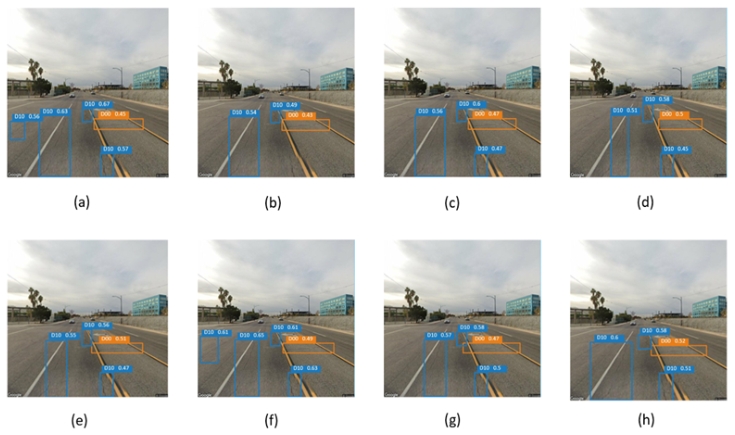 D10 0.67
D10 0.63
D10 0.56
D00 0.45
D10 0.57
Google
(a)
D10 0.49
D10 0.54
D00 0.43
Google
(b)
D10 0.6
D10 0.56
D00 0.47
D10 0.47
Google
(c)
D10 0.58
D10 0.51
D00 0.5
D10 0.45
Google
(d)
D10 0.56
D10 0.55
D00 0.51
D10 0.47
Google
(e)
D10 0.61
D10 0.61
D10 0.65
D00 0.49
D10 0.63
Google
(f)
D10 0.58
D10 0.57
D00 0.47
D10 0.5
Google
(g)
D10 0.58
D10 0.6
D00 0.52
D10 0.51
Google
(h)